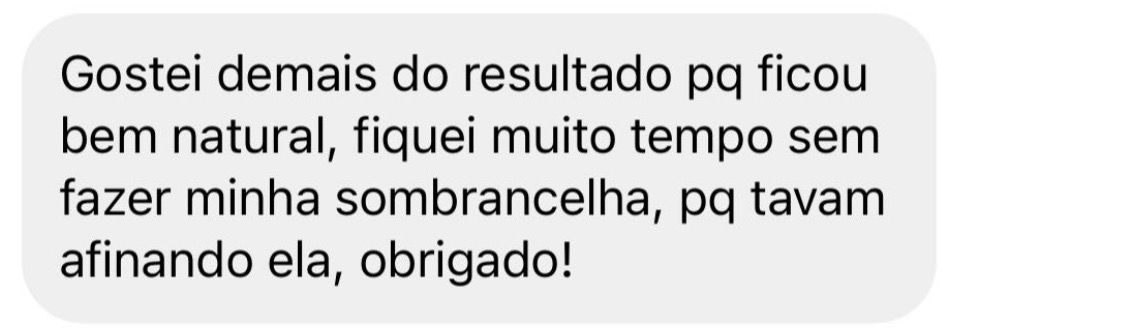 Gostei demais do resultado pq ficou
bem natural, fiquei muito tempo sem
fazer minha sombrancelha, pq tavam
afinando ela, obrigado!